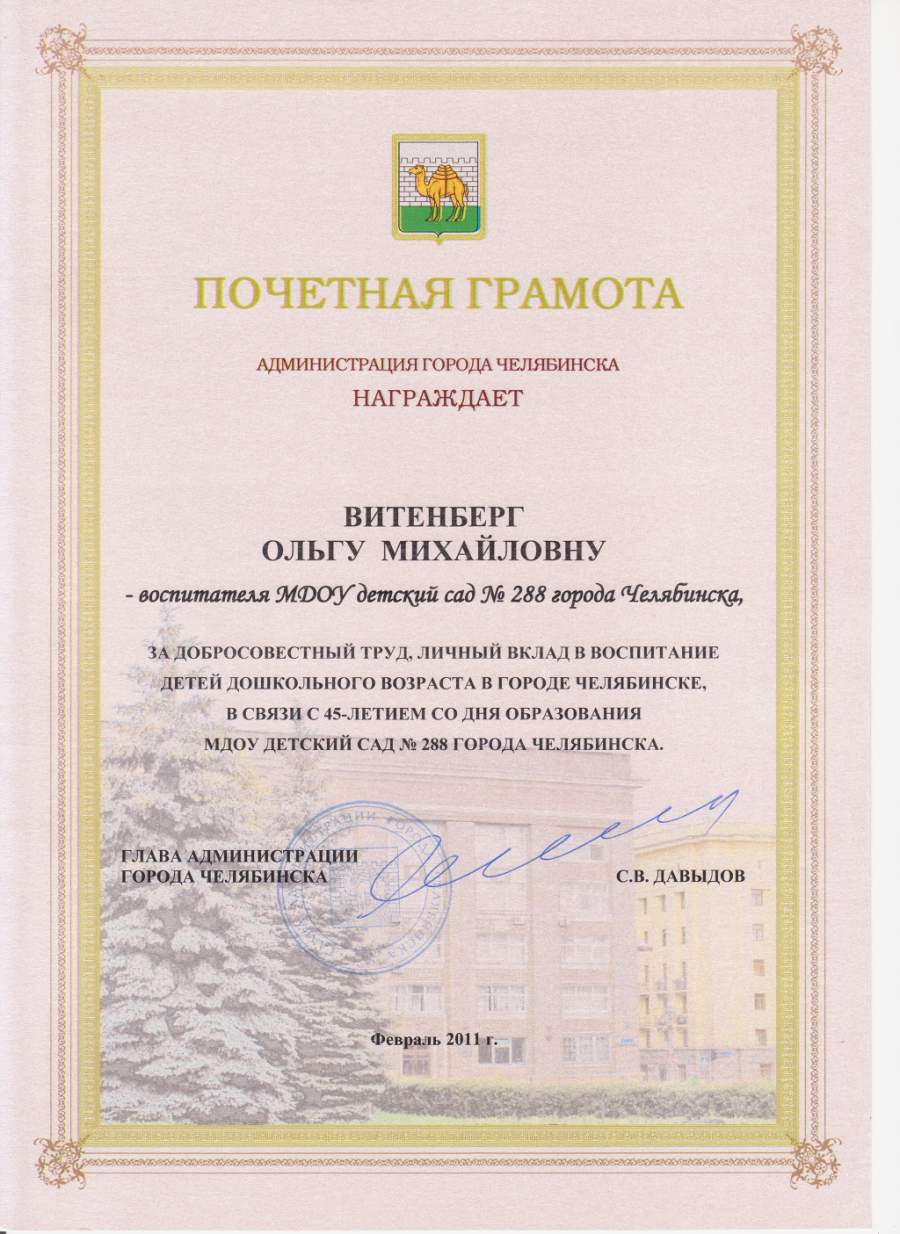 ПОЧЕТНАЯ ГРАМОТА
АДМИНИСТРАЦИЯ ГОРОДА ЧЕЛЯБИНСКА
НАГРАЖДАЕТ
ВИТЕНБЕРГ
ОЛЬГУ МИХАЙЛОВНУ
- воспитателя МДОУ детский сад № 288 города Челябинска,
ЗА ДОБРОСОВЕСТНЫЙ ТРУД, ЛИЧНЫЙ ВКЛАД В ВОСПИТАНИЕ
ДЕТЕЙ ДОШКОЛЬНОГО ВОЗРАСТА В ГОРОДЕ ЧЕЛЯБИНСКЕ,
В СВЯЗИ С 45-ЛЕТИЕМ СО ДНЯ ОБРАЗОВАНИЯ
МДОУ ДЕТСКИЙ САД № 288 ГОРОДА ЧЕЛЯБИНСКА.
ГЛАВА АДМИНИСТРАЦИИ
ГОРОДА ЧЕЛЯБИНСКА
С.В. ДАВЫДОВ
Февраль 2011 г.